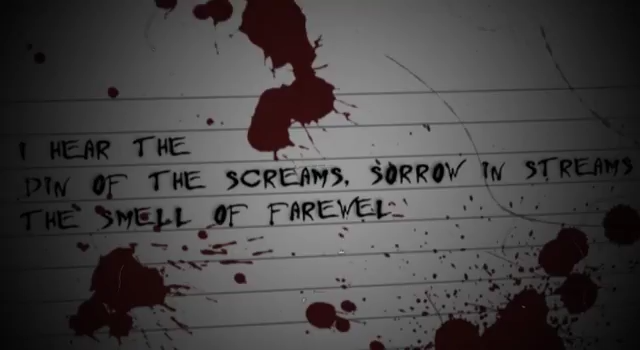 I HEAR THE
DIN OF THE SCREAMS, SORROW IN STREAMS
THE SMELL OF FAREWEL